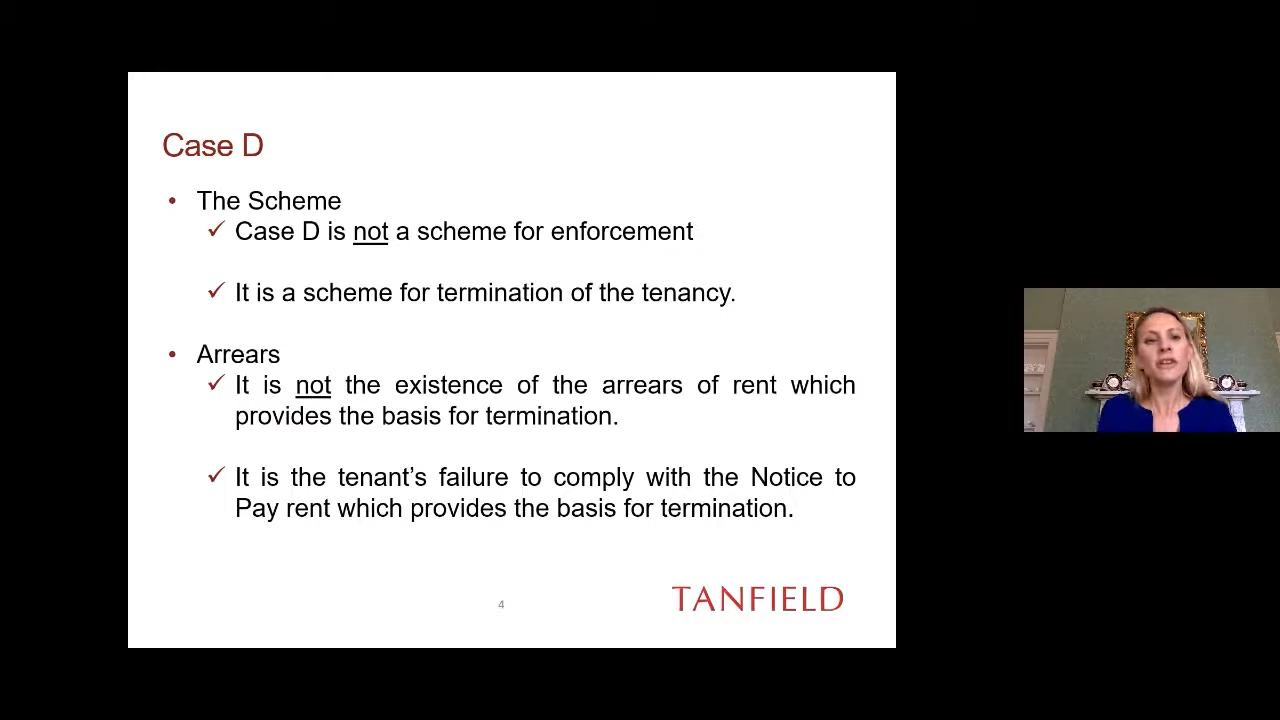 Case D
• The Scheme
✓ Case D is not a scheme for enforcement
✓ It is a scheme for termination of the tenancy.
• Arrears
✓ It is not the existence of the arrears of rent which
provides the basis for termination.
✓ It is the tenant’s failure to comply with the Notice to
Pay rent which provides the basis for termination.
4
TANFIELD